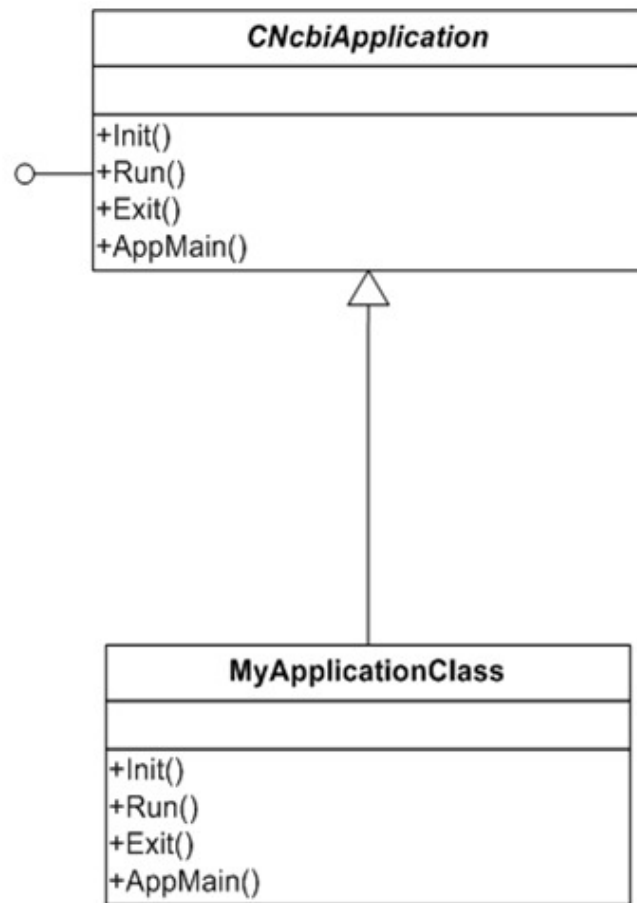 CNcbiApplication
+Init()
+Run()
+Exit()
+AppMain()
MyApplicationClass
+Init()
+Run()
+Exit()
+AppMain()